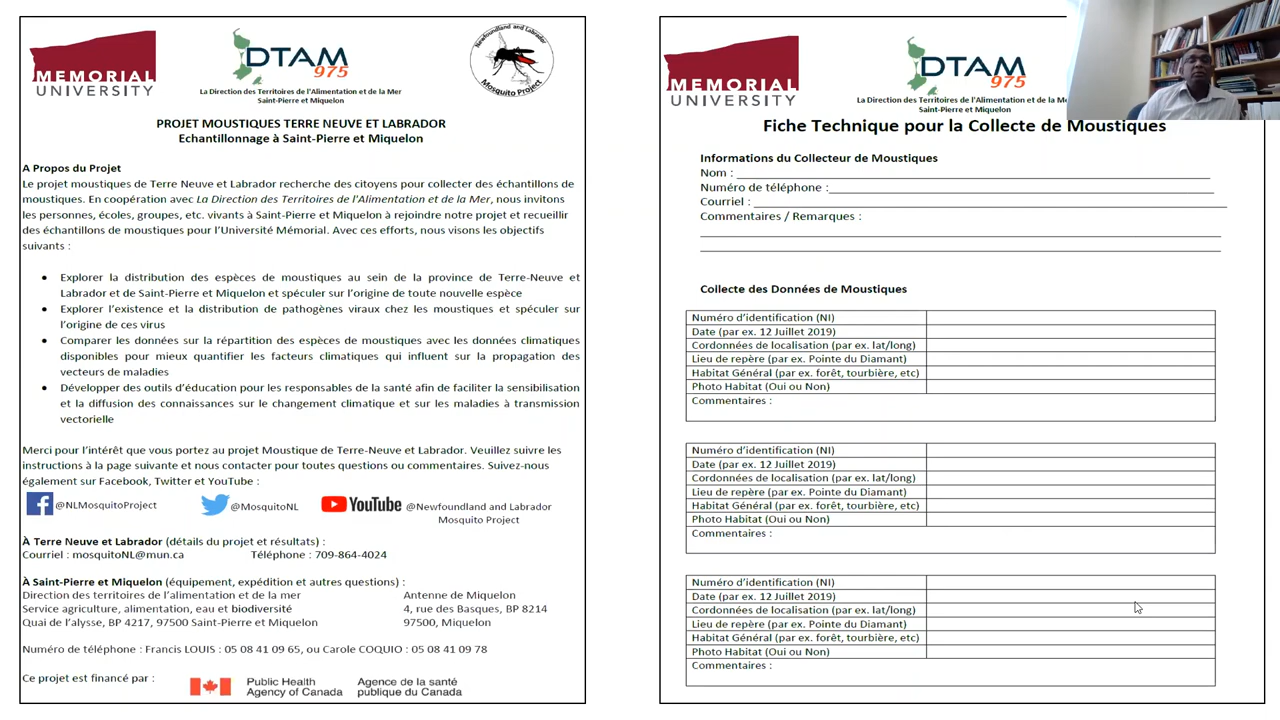 MEMORIAL
UNIVERSITY
DTAM
975
La Direction des Territoires de l'Alimentation et de la Mer
Saint-Pierre et Miquelon
Newfoundland and Labrador
Mosquito Project
PROJET MOUSTIQUES TERRE NEUVE ET LABRADOR
Echantillonnage à Saint-Pierre et Miquelon
A Propos du Projet
Le projet moustiques de Terre Neuve et Labrador recherche des citoyens pour collecter des échantillons de
moustiques. En coopération avec La Direction des Territoires de l'Alimentation et de la Mer, nous invitons
les personnes, écoles, groupes, etc. vivants à Saint-Pierre et Miquelon à rejoindre notre projet et recueillir
des échantillons de moustiques pour l'Université Mémorial. Avec ces efforts, nous visons les objectifs
suivants :
• Explorer la distribution des espèces de moustiques au sein de la province de Terre-Neuve et
Labrador et de Saint-Pierre et Miquelon et spéculer sur l'origine de toute nouvelle espèce
• Explorer l'existence et la distribution de pathogènes viraux chez les moustiques et spéculer sur
l'origine de ces virus
• Comparer les données sur la répartition des espèces de moustiques avec les données climatiques
disponibles pour mieux quantifier les facteurs climatiques qui influent sur la propagation des
vecteurs de maladies
• Développer des outils d'éducation pour les responsables de la santé afin de faciliter la sensibilisation
et la diffusion des connaissances sur le changement climatique et sur les maladies à transmission
vectorielle
Merci pour l'intérêt que vous portez au projet Moustique de Terre-Neuve et Labrador. Veuillez suivre les
instructions à la page suivante et nous contacter pour toutes questions ou commentaires. Suivez-nous
également sur Facebook, Twitter et YouTube :
@NLMosquitoProject
@MosquitoNL
YouTube @Newfoundland and Labrador
Mosquito Project
À Terre Neuve et Labrador (détails du projet et résultats) :
Courriel : mosquitoNL@mun.ca Téléphone : 709-864-4024
À Saint-Pierre et Miquelon (équipement, expédition et autres questions) :
Direction des territoires de l'alimentation et de la mer Antenne de Miquelon
Service agriculture, alimentation, eau et biodiversité 4, rue des Basques, BP 8214
Quai de l'alysse, BP 4217, 97500 Saint-Pierre et Miquelon 97500, Miquelon
Numéro de téléphone : Francis LOUIS : 05 08 41 09 65, ou Carole COQUIO : 05 08 41 09 78
Ce projet est financé par :
Public Health Agence de la santé
Agency of Canada publique du Canada
MEMORIAL
UNIVERSITY
DTAM
975
La Direction des Territoires de l'Alimentation et de la Me
Saint-Pierre et Miquelon
Fiche Technique pour la Collecte de Moustiques
Informations du Collecteur de Moustiques
Nom :
Numéro de téléphone :
Courriel :
Commentaires / Remarques :
Collecte des Données de Moustiques
Numéro d'identification (NI)
Date (par ex. 12 Juillet 2019)
Cordonnées de localisation (par ex. lat/long)
Lieu de repère (par ex. Pointe du Diamant)
Habitat Général (par ex. forêt, tourbière, etc)
Photo Habitat (Oui ou Non)
Commentaires :
Numéro d'identification (NI)
Date (par ex. 12 Juillet 2019)
Cordonnées de localisation (par ex. lat/long)
Lieu de repère (par ex. Pointe du Diamant)
Habitat Général (par ex. forêt, tourbière, etc)
Photo Habitat (Oui ou Non)
Commentaires :
Numéro d'identification (NI)
Date (par ex. 12 Juillet 2019)
Cordonnées de localisation (par ex. lat/long)
Lieu de repère (par ex. Pointe du Diamant)
Habitat Général (par ex. forêt, tourbière, etc)
Photo Habitat (Oui ou Non)
Commentaires :